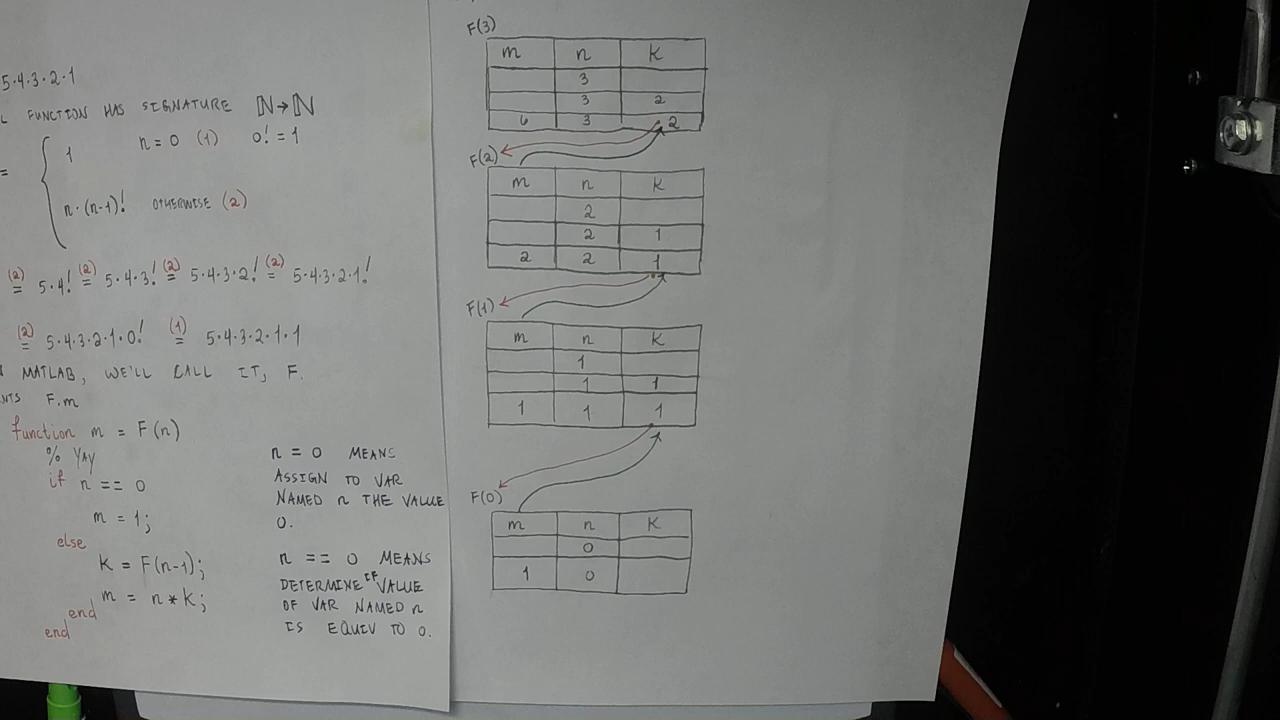 5·4·3·2·1
FUNCTION HAS SIGNATURE ℕ→ℕ
= { 1 n=0 (1) 0! = 1
n·(n-1)! OTHERWISE (2)
(2)= 5·4! (2)= 5·4·3! (2)= 5·4·3·2! (2)= 5·4·3·2·1!
(2)= 5·4·3·2·1·0! (1)= 5·4·3·2·1·1
MATLAB, WE'LL CALL IT, F.
F.m
function m = F(n)
% YAY
if n == 0
m = 1;
else
k = F(n-1);
m = n*k;
end
end
n = 0 MEANS
ASSIGN TO VAR
NAMED n THE VALUE
0.
n == 0 MEANS
DETERMINE IF VALUE
OF VAR NAMED n
IS EQUIV TO 0.
F(3)
m n k
3
3 2
6 3 2
F(2)
m n k
2
2 1
2 2 1
F(1)
m n k
1
1 1
1 1 1
F(0)
m n k
0
1 0